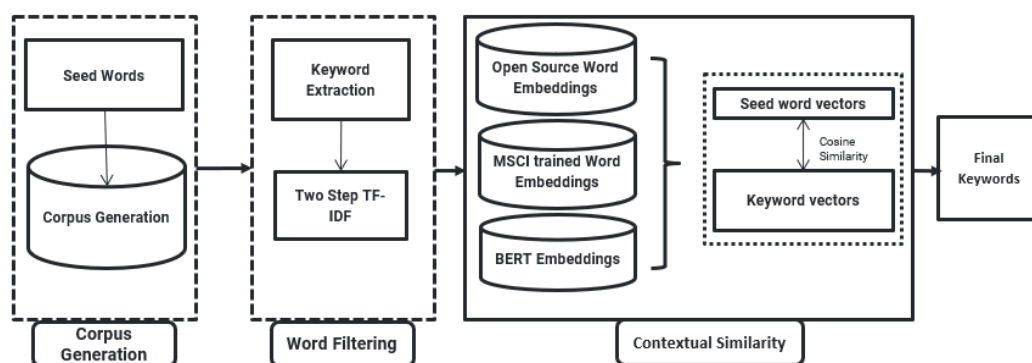 Seed Words
Corpus Generation
Corpus
Generation
Keyword
Extraction
Two Step TF-
IDF
Word Filtering
Open Source Word
Embeddings
MSCI trained Word
Embeddings
BERT Embeddings
Seed word vectors
Cosine
Similarity
Keyword vectors
Contextual Similarity
Final
Keywords